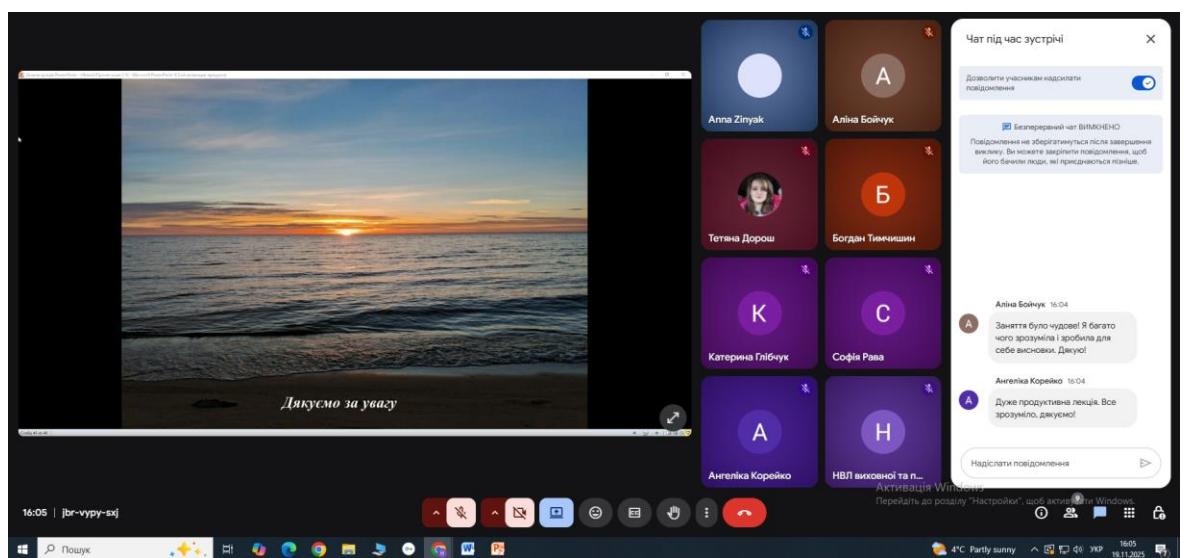 Дякуємо за увагу
Anna Zinyak
А
Аліна Бойчук
Тетяна Дорош
Б
Богдан Тимчишин
К
Катерина Глібчук
С
Софія Рава
А
Ангеліка Корейко
Н
НВЛ виховної та п...
Чат під час зустрічі
Дозволити учасникам надсилати
повідомлення
Безперервний чат ВИМКНЕНО
Повідомлення не зберігатимуться після завершення
виклику. Ви можете закріпити повідомлення, щоб
його бачили люди, які приєднаються пізніше.
Аліна Бойчук 16:04
А
Заняття було чудове! Я багато
чого зрозуміла і зробила для
себе висновки. Дякую!
Ангеліка Корейко 16:04
А
Дуже продуктивна лекція. Все
зрозуміло, дякуємо!
Надіслати повідомлення
Активація Windows
Перейдіть до розділу "Настройки", щоб активувати Windows.
16:05 | jbr-vypy-sxj
9
Пошук
4°C Partly sunny
УКР
16:05
19.11.2025